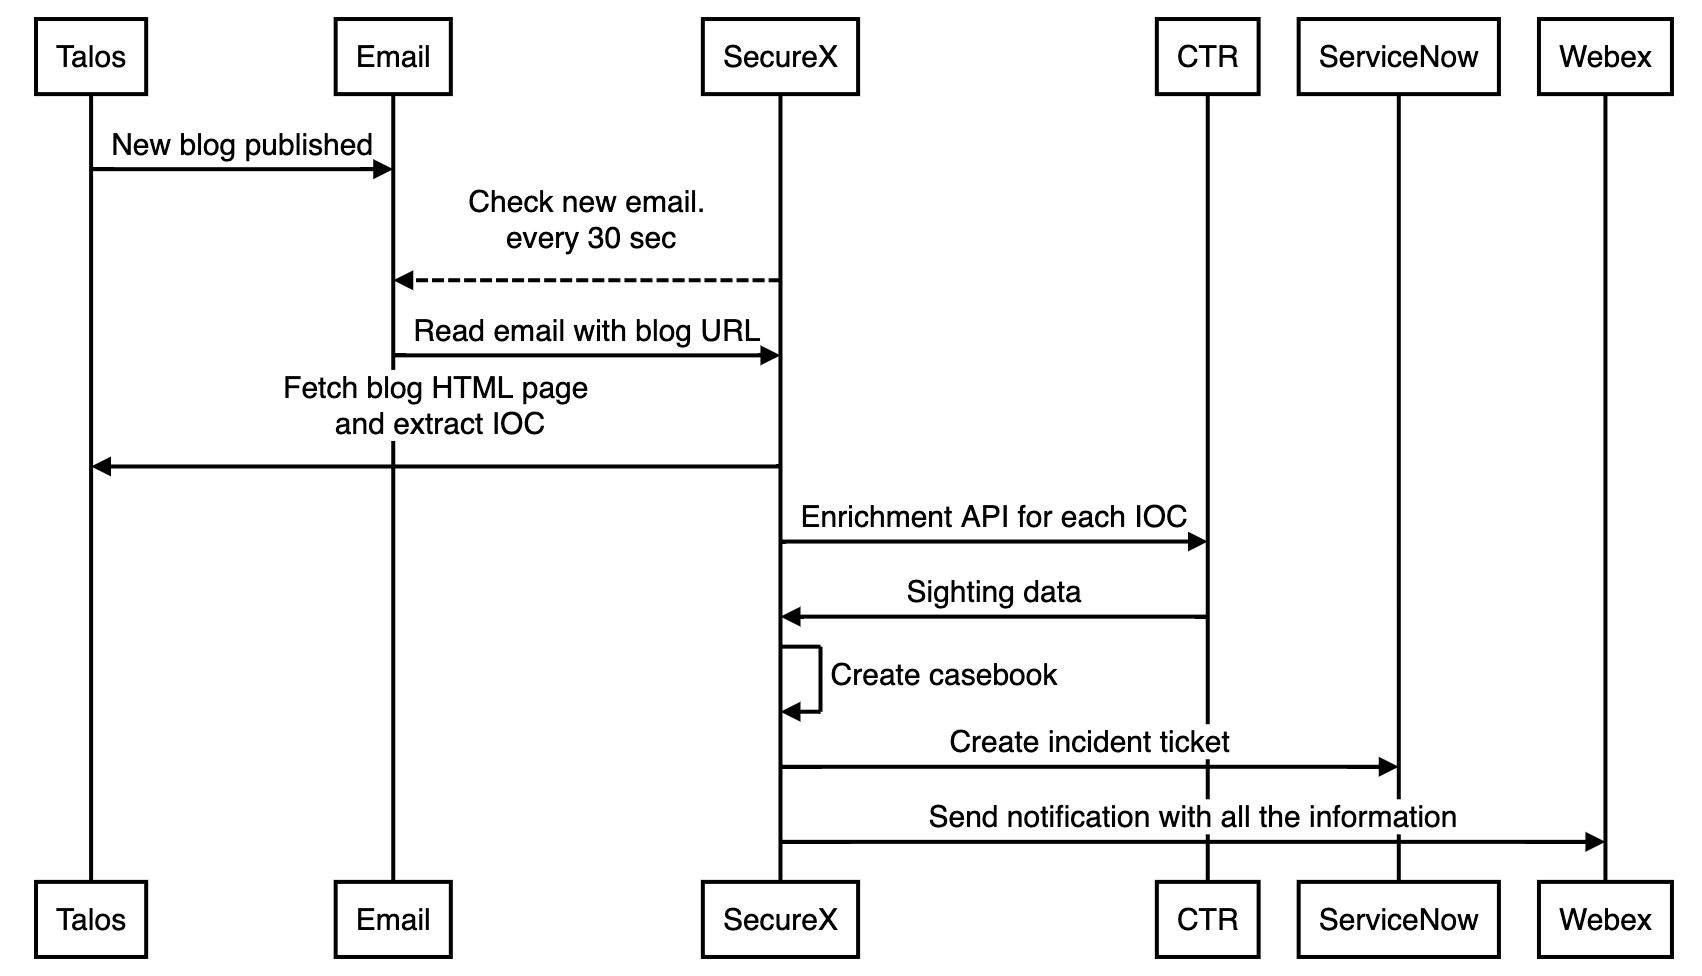 Talos
Email
SecureX
CTR
ServiceNow
Webex
New blog published
Check new email.
every 30 sec
Read email with blog URL
Fetch blog HTML page
and extract IOC
Enrichment API for each IOC
Sighting data
Create casebook
Create incident ticket
Send notification with all the information
Talos
Email
SecureX
CTR
ServiceNow
Webex